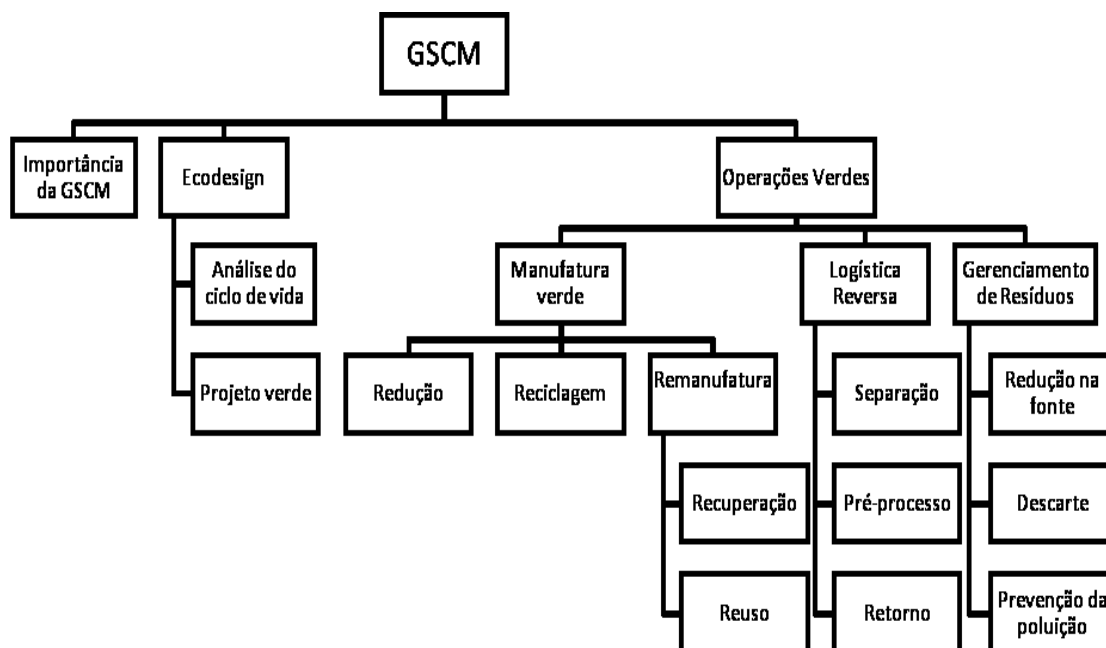 GSCM
Importância
da GSCM
Ecodesign
Operações Verdes
Análise do
ciclo de vida
Projeto verde
Manufatura
verde
Logística
Reversa
Gerenciamento
de Resíduos
Redução
Reciclagem
Remanufatura
Separação
Redução na
fonte
Recuperação
Pré-processo
Descarte
Reuso
Retorno
Prevenção da
poluição